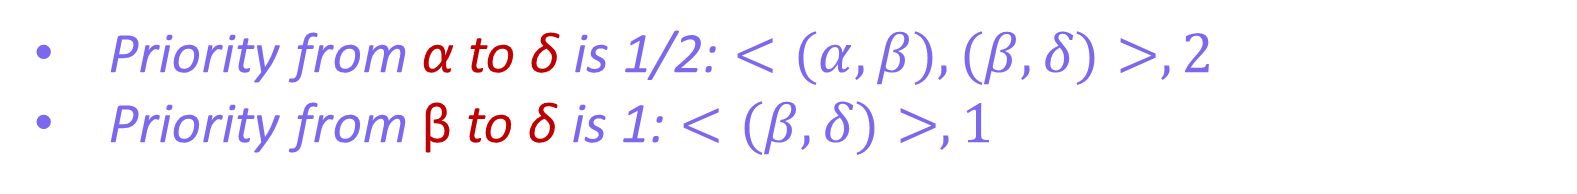 • Priority from α to δ is 1/2: < (α, β), (β, δ) >, 2
• Priority from β to δ is 1: < (β, δ) >, 1